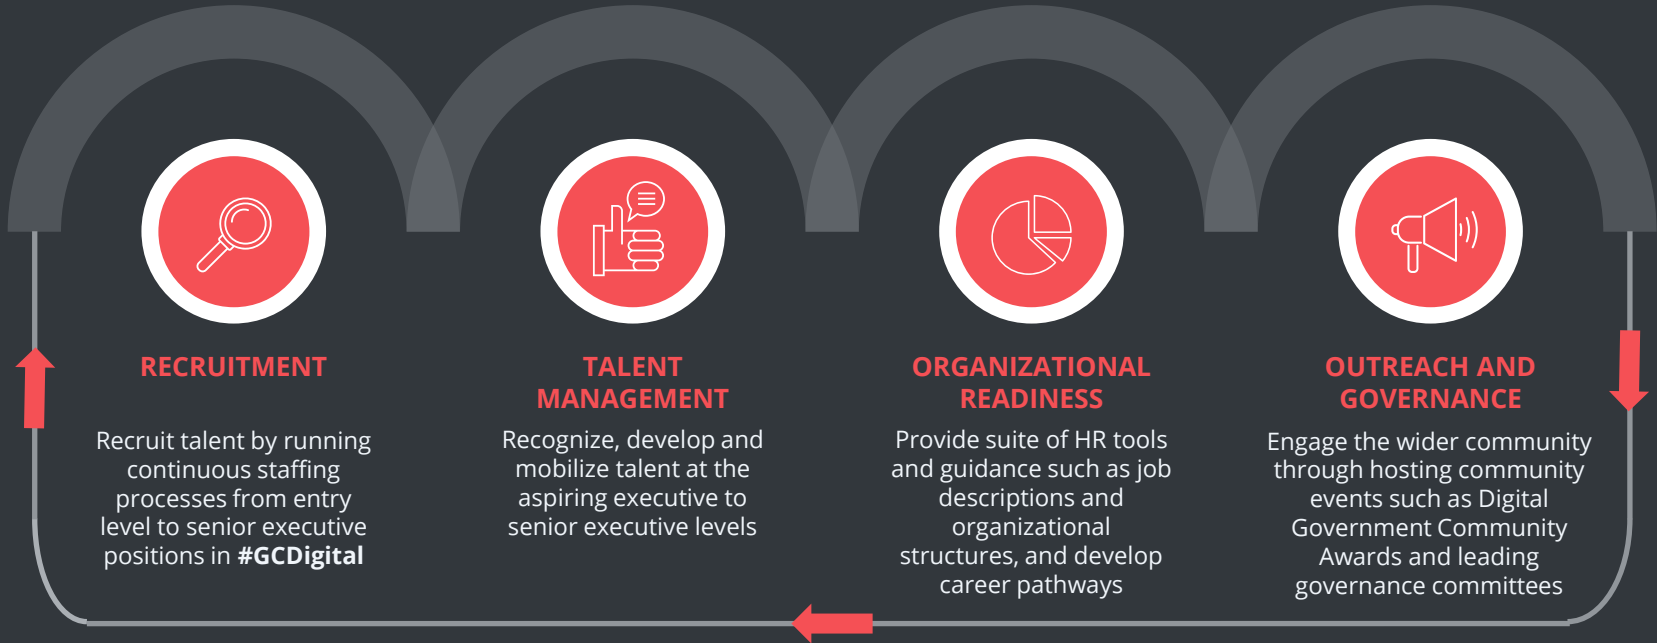 RECRUITMENT
Recruit talent by running
continuous staffing
processes from entry
level to senior executive
positions in #GCDigital
TALENT
MANAGEMENT
Recognize, develop and
mobilize talent at the
aspiring executive to
senior executive levels
ORGANIZATIONAL
READINESS
Provide suite of HR tools
and guidance such as job
descriptions and
organizational
structures, and develop
career pathways
OUTREACH AND
GOVERNANCE
Engage the wider community
through hosting community
events such as Digital
Government Community
Awards and leading
governance committees